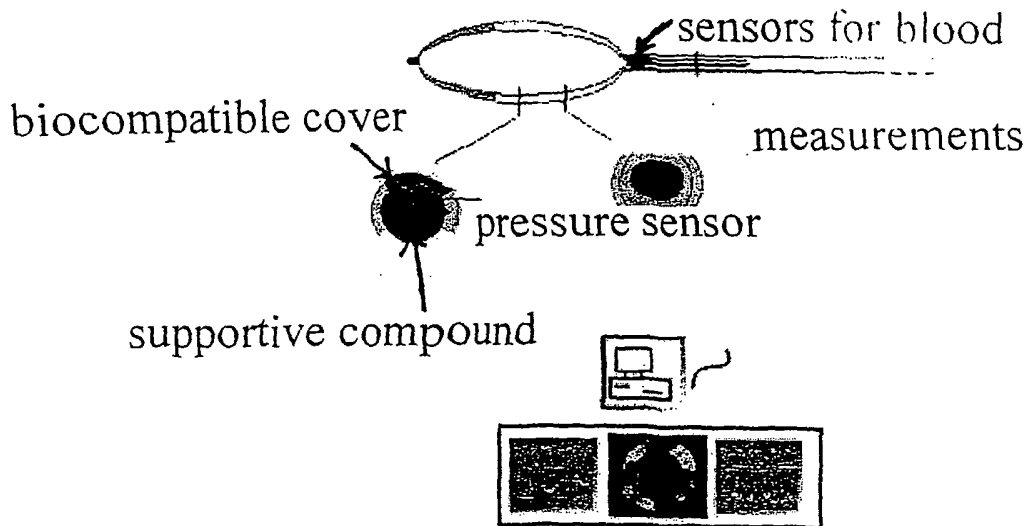 sensors for blood
biocompatible cover
measurements
pressure sensor
supportive compound